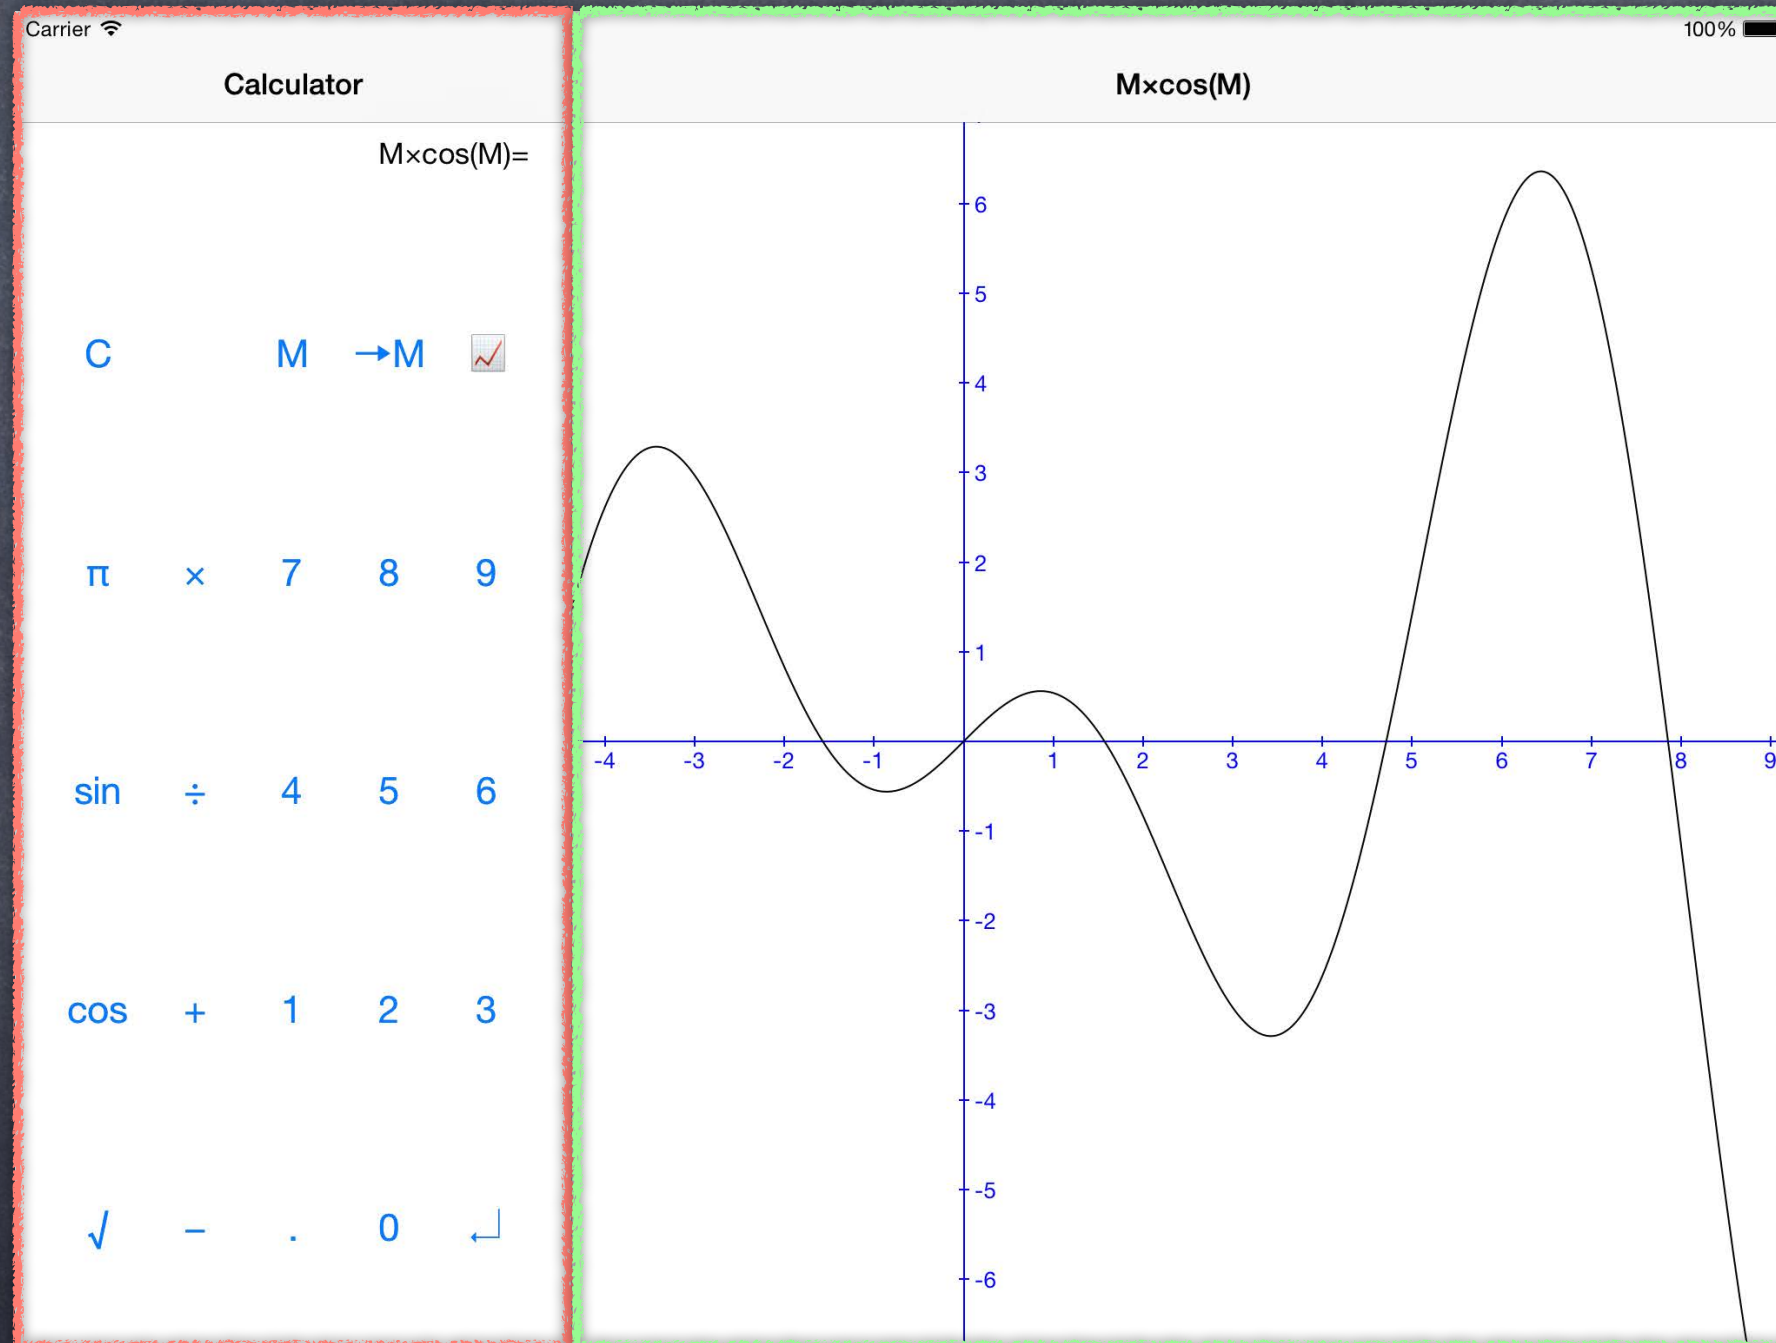 Carrier 100%
Calculator
M×cos(M)
M×cos(M)=
C M →M
π × 7 8 9
sin ÷ 4 5 6
cos + 1 2 3
√ − . 0 ↵
6
5
4
3
2
1
-4 -3 -2 -1 1 2 3 4 5 6 7 8 9
-1
-2
-3
-4
-5
-6